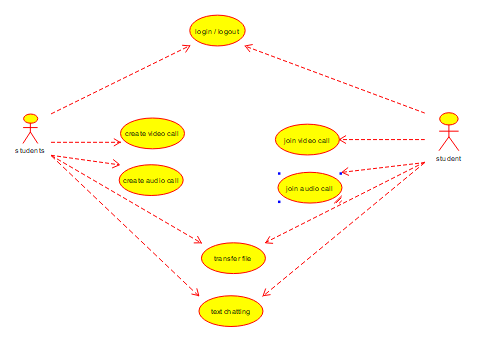 login / logout
students
create video call
join video call
student
create audio call
join audio call
transfer file
text chatting